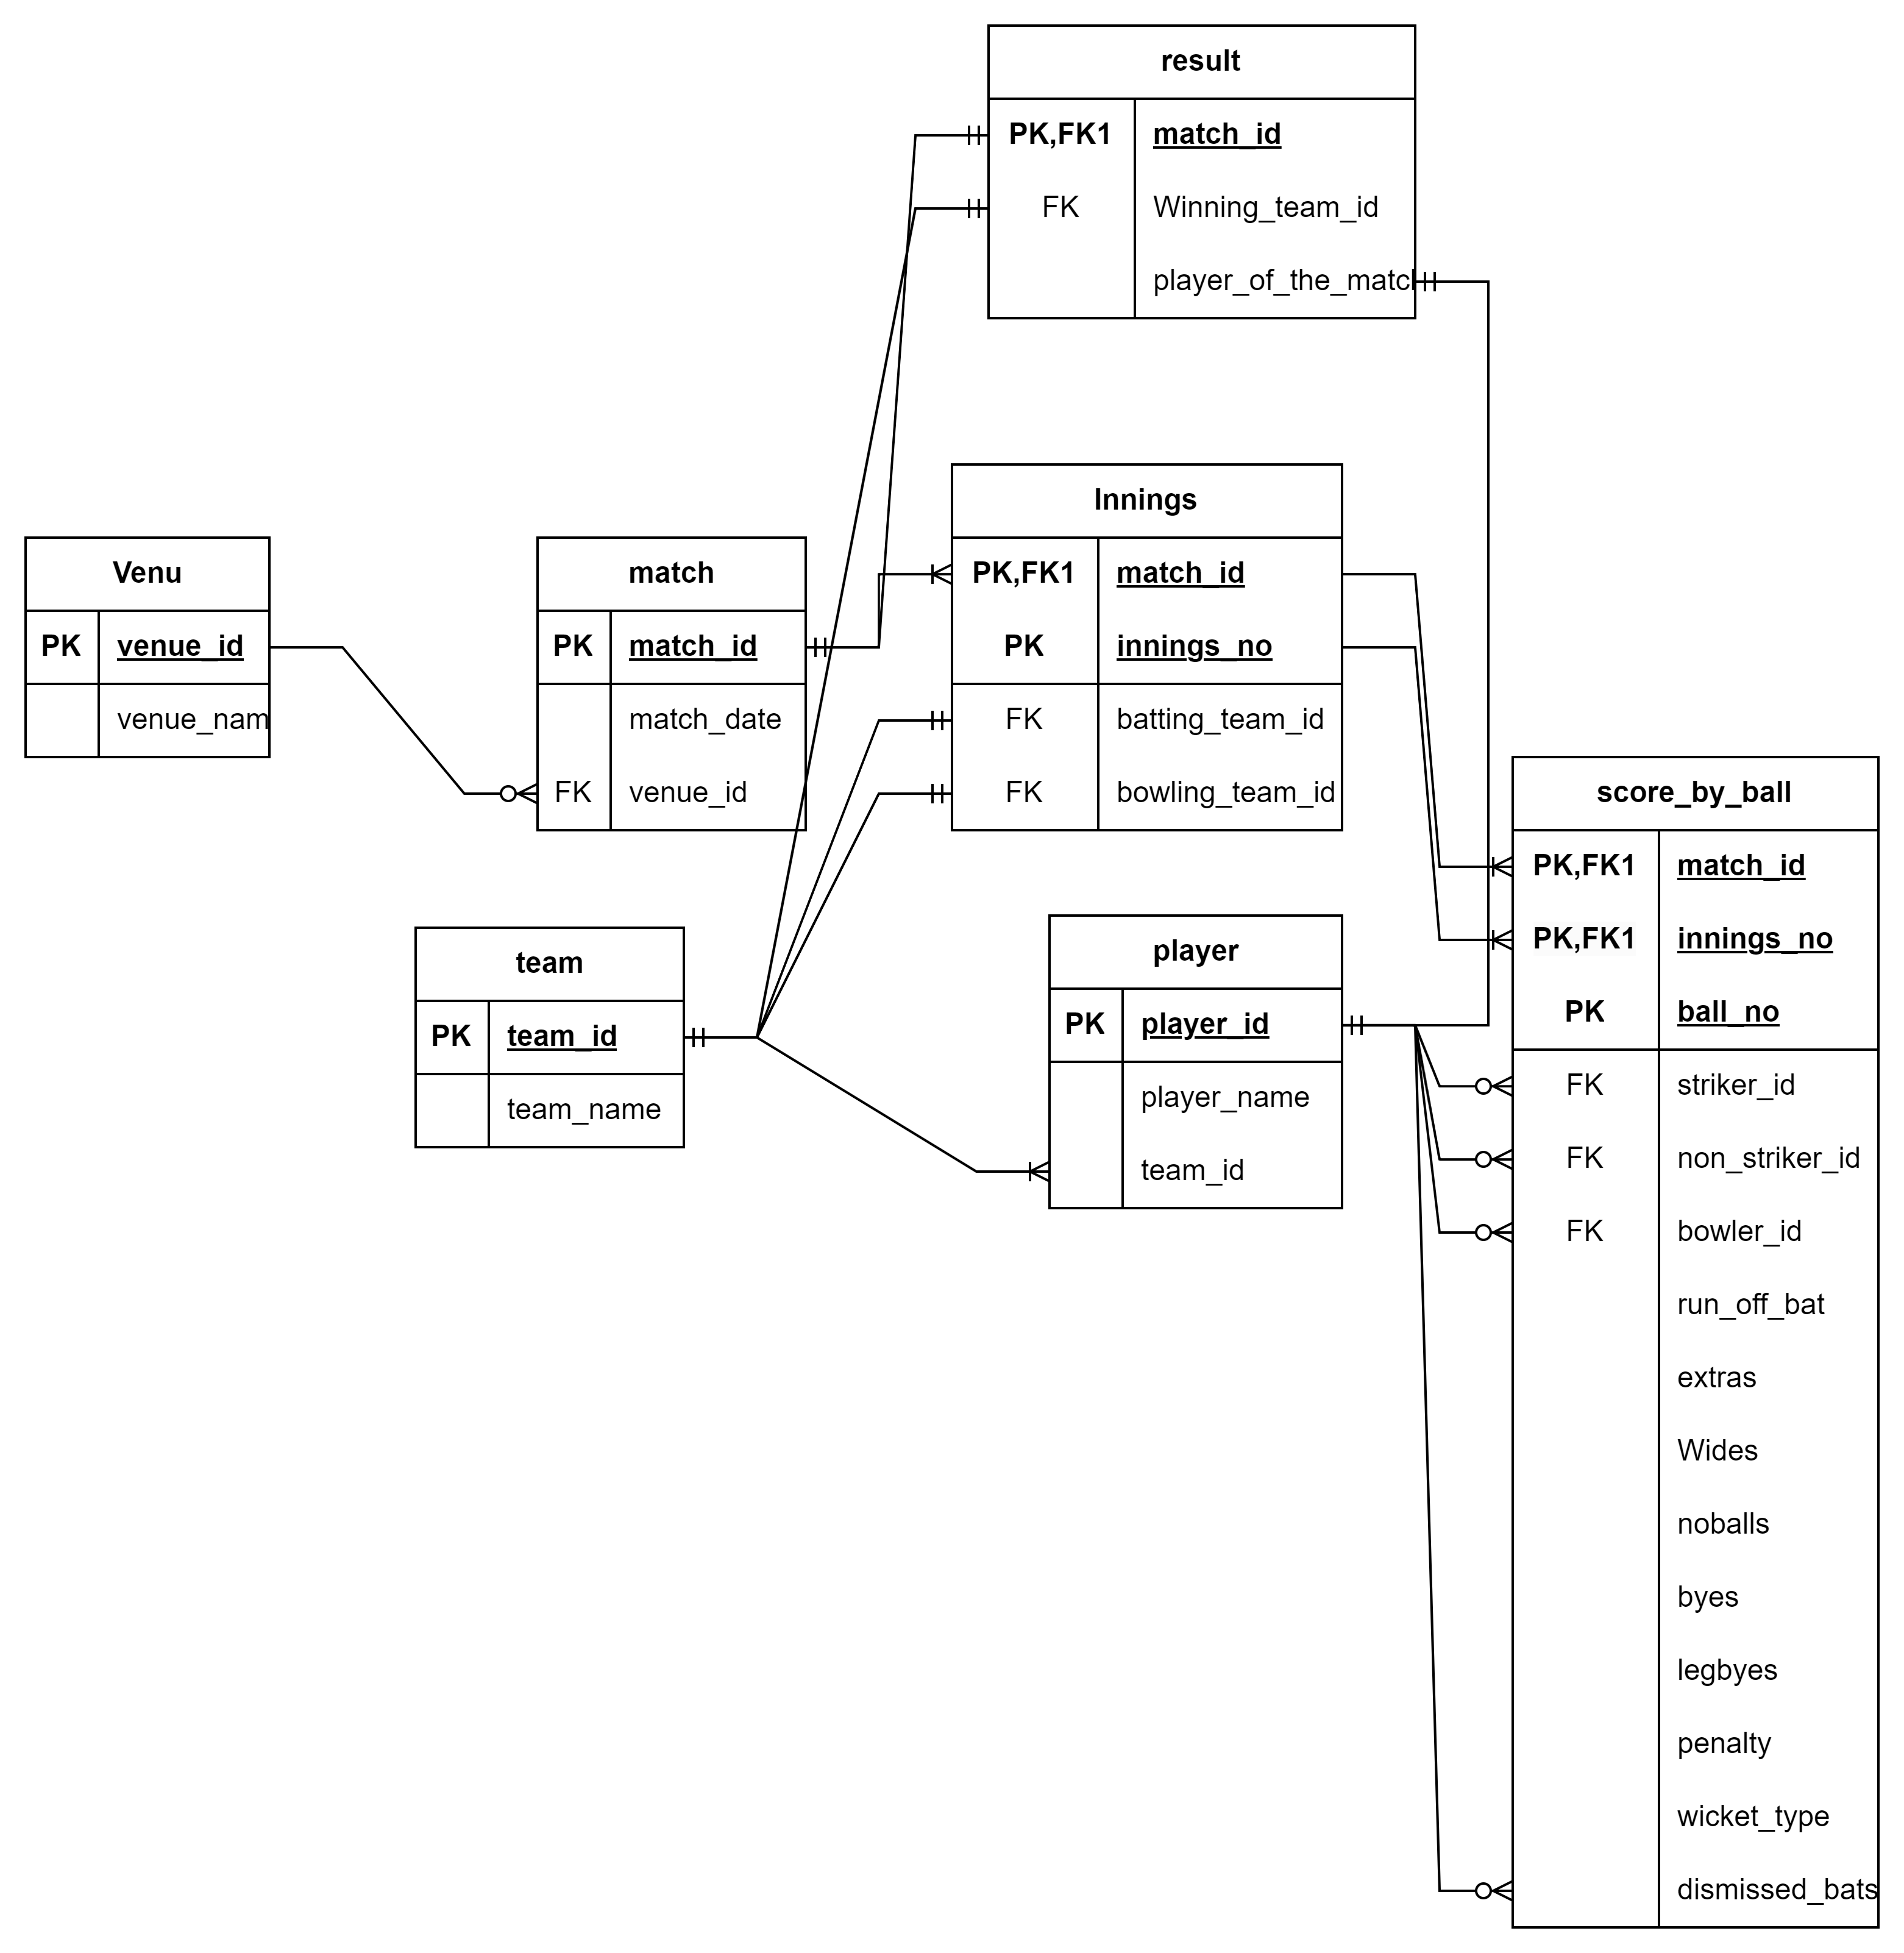 result
PK,FK1 match_id
FK Winning_team_id
player_of_the_matc
Innings
PK,FK1 match_id
PK innings_no
FK batting_team_id
FK bowling_team_id
Venu
PK venue_id
venue_nam
match
PK match_id
match_date
FK venue_id
team
PK team_id
team_name
player
PK player_id
player_name
team_id
score_by_ball
PK,FK1 match_id
PK,FK1 innings_no
PK ball_no
FK striker_id
FK non_striker_id
FK bowler_id
run_off_bat
extras
Wides
noballs
byes
legbyes
penalty
wicket_type
dismissed_bats